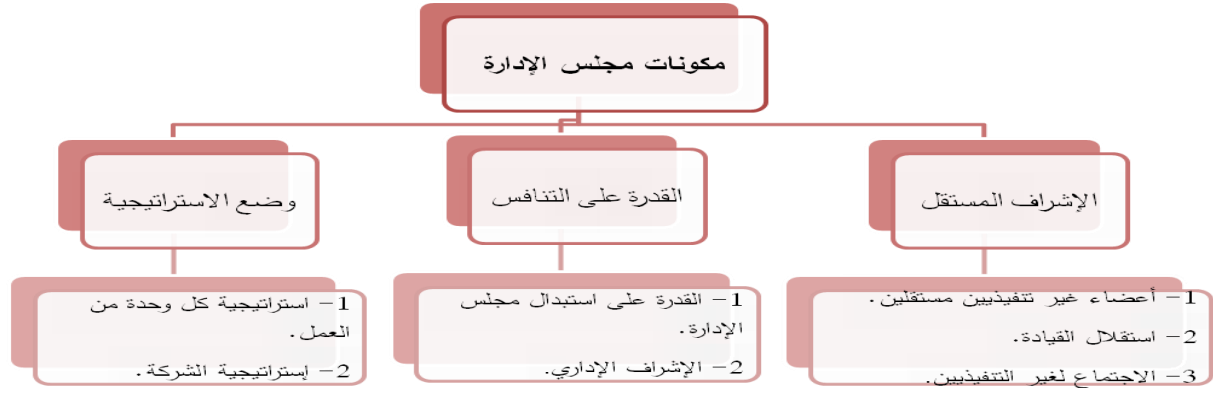 مكونات مجلس الإدارة
الإشراف المستقل
القدرة على التنافس
وضع الاستراتيجية
1- أعضاء غير تنفيذيين مستقلين.
2- استقلال القيادة.
3- الاجتماع لغير التنفيذيين.
1- القدرة على استبدال مجلس
الإدارة.
2- الإشراف الإداري.
1- استراتيجية كل وحدة من
العمل.
2- إستراتيجية الشركة.